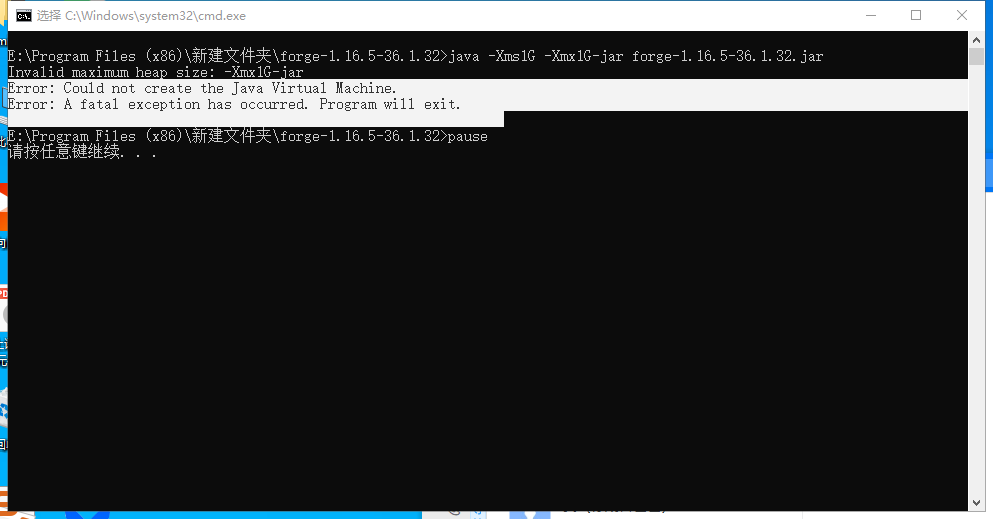 选择 C:\Windows\system32\cmd.exe
E:\Program Files (x86)\新建文件夹\forge-1.16.5-36.1.32>java -Xms1G -Xmx1G-jar forge-1.16.5-36.1.32.jar
Invalid maximum heap size: -Xmx1G-jar
Error: Could not create the Java Virtual Machine.
Error: A fatal exception has occurred. Program will exit.
E:\Program Files (x86)\新建文件夹\forge-1.16.5-36.1.32>pause
请按任意键继续. . .